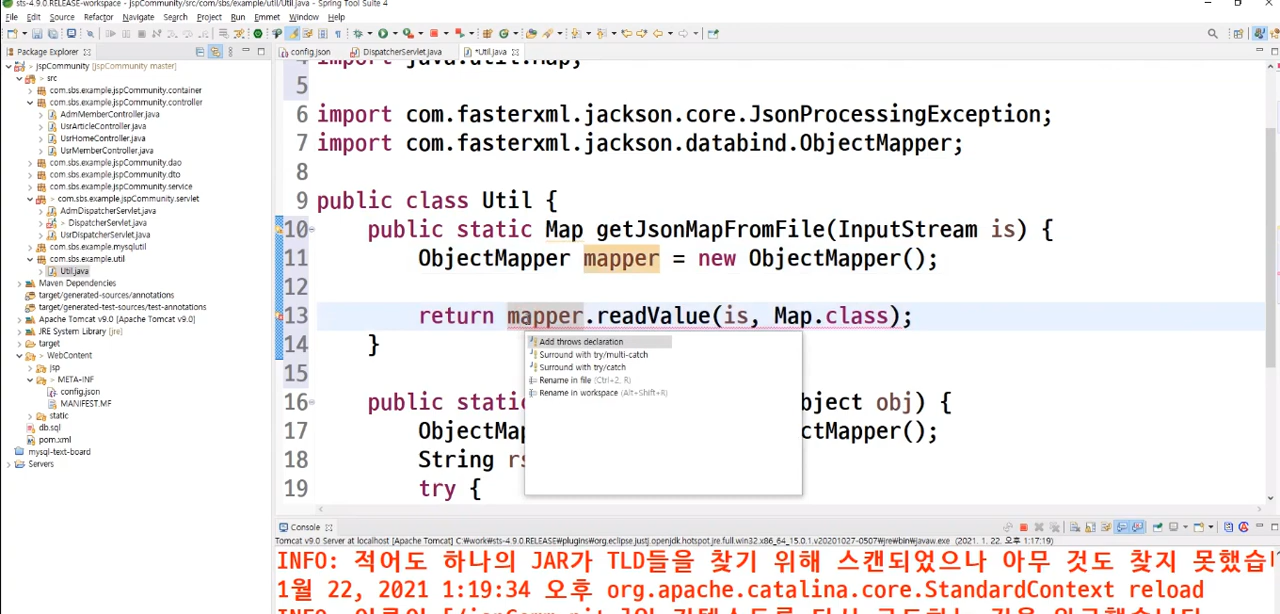 sts-4.9.0.RELEASE-workspace - jspCommunity/src/com/sbs/example/util/Util.java - Spring Tool Suite 4
File Edit Source Refactor Navigate Search Project Run Emmet Window Help
Package Explorer
config.json DispatcherServlet.java *Util.java
jspCommunity [jspCommunity master]
src
com.sbs.example.jspCommunity.container
com.sbs.example.jspCommunity.controller
AdmMemberController.java
UsrArticleController.java
UsrHomeController.java
UsrMemberController.java
com.sbs.example.jspCommunity.dao
com.sbs.example.jspCommunity.dto
com.sbs.example.jspCommunity.service
com.sbs.example.jspCommunity.servlet
AdmDispatcherServlet.java
DispatcherServlet.java
UsrDispatcherServlet.java
com.sbs.example.mysqlutil
com.sbs.example.util
Util.java
Maven Dependencies
target/generated-sources/annotations
target/generated-test-sources/test-annotations
Apache Tomcat v9.0 [Apache Tomcat v9.0]
JRE System Library [jre]
target
WebContent
jsp
META-INF
config.json
MANIFEST.MF
static
db.sql
pom.xml
mysql-text-board
Servers
4 import java.util.Map;
5
6 import com.fasterxml.jackson.core.JsonProcessingException;
7 import com.fasterxml.jackson.databind.ObjectMapper;
8
9 public class Util {
10 public static Map getJsonMapFromFile(InputStream is) {
11 ObjectMapper mapper = new ObjectMapper();
12
13 return mapper.readValue(is, Map.class);
14 }
15
16 public static bject obj) {
17 ObjectMap ctMapper();
18 String rs
19 try {
Add throws declaration
Surround with try/multi-catch
Surround with try/catch
Rename in file (Ctrl+2, R)
Rename in workspace (Alt+Shift+R)
Console
Tomcat v9.0 Server at localhost [Apache Tomcat] C:\work\sts-4.9.0.RELEASE\plugins\org.eclipse.justj.openjdk.hotspot.jre.full.win32.x86_64_15.0.1.v20201027-0507\jre\bin\javaw.exe (2021. 1. 22. 오후 1:17:19)
INFO: 적어도 하나의 JAR가 TLD들을 찾기 위해 스캔되었으나 아무 것도 찾지 못했습
1월 22, 2021 1:19:34 오후 org.apache.catalina.core.StandardContext reload